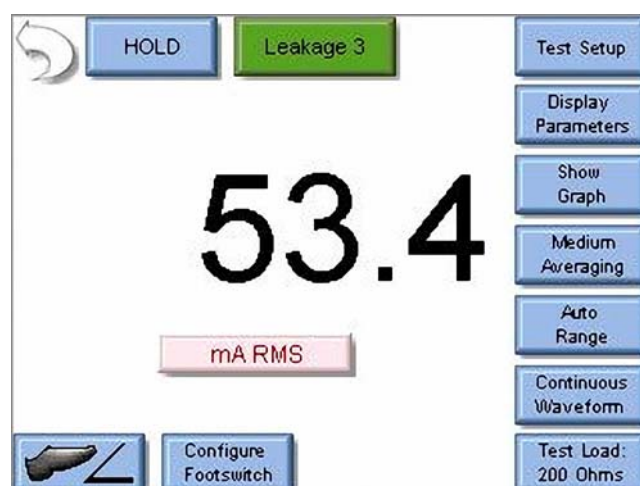 HOLD
Leakage 3
Test Setup
Display
Parameters
Show
Graph
53.4
Medium
Averaging
Auto
Range
mA RMS
Continuous
Waveform
Configure
Footswitch
Test Load:
200 Ohms